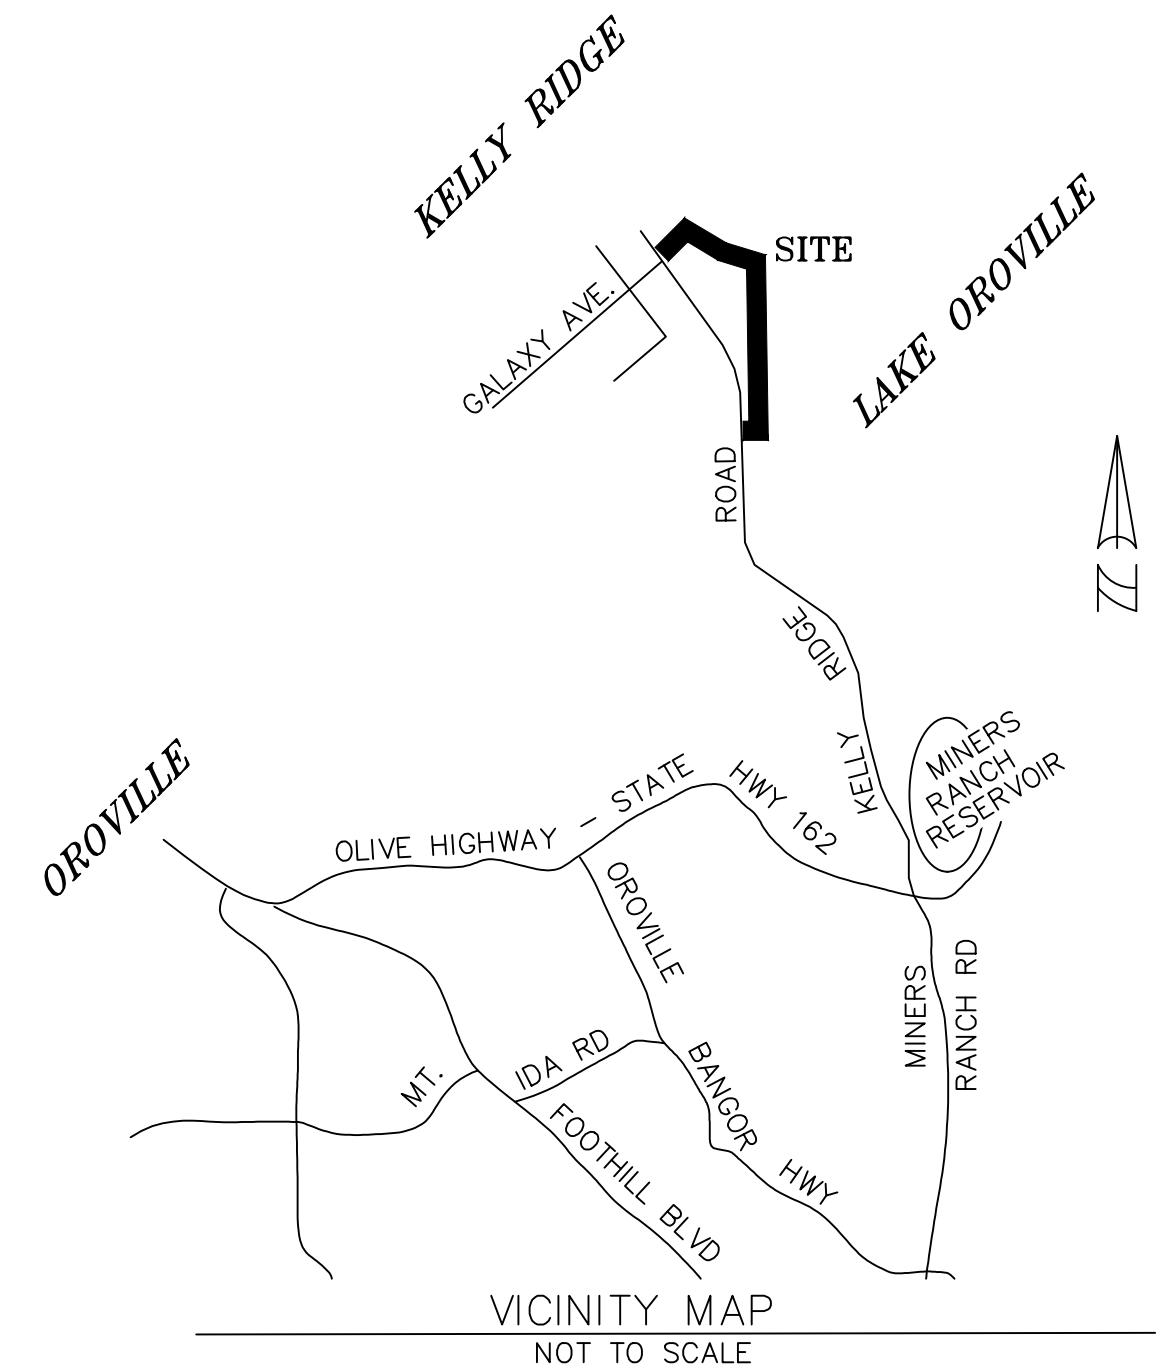 KELLY RIDGE
SITE
LAKE OROVILLE
GALAXY AVE.
ROAD
RIDGE
KELLY
N
MINERS
RANCH
RESERVOIR
OROVILLE
OLIVE HIGHWAY - STATE HWY 162
OROVILLE
BANGOR
HWY
MINERS
RANCH RD
MT.
IDA RD
FOOTHILL BLVD
VICINITY MAP
NOT TO SCALE